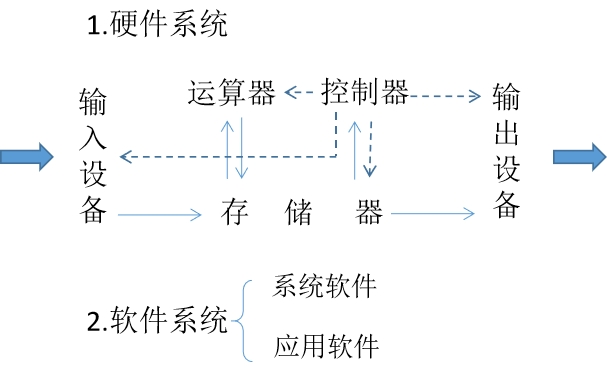 1.硬件系统
输入设备
运算器
控制器
输出设备
存储器
2.软件系统
系统软件
应用软件